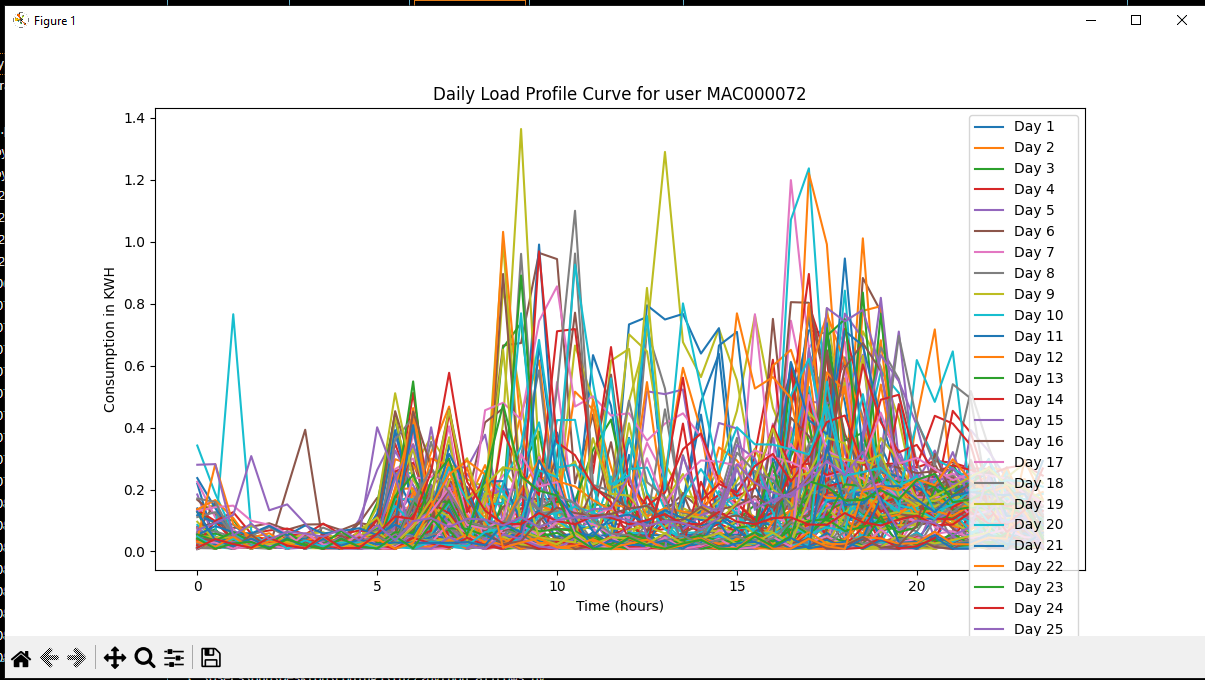 Figure 1
Daily Load Profile Curve for user MAC000072
Consumption in KWH
1.4
1.2
1.0
0.8
0.6
0.4
0.2
0.0
0
5
10
15
20
Time (hours)
Day 1
Day 2
Day 3
Day 4
Day 5
Day 6
Day 7
Day 8
Day 9
Day 10
Day 11
Day 12
Day 13
Day 14
Day 15
Day 16
Day 17
Day 18
Day 19
Day 20
Day 21
Day 22
Day 23
Day 24
Day 25